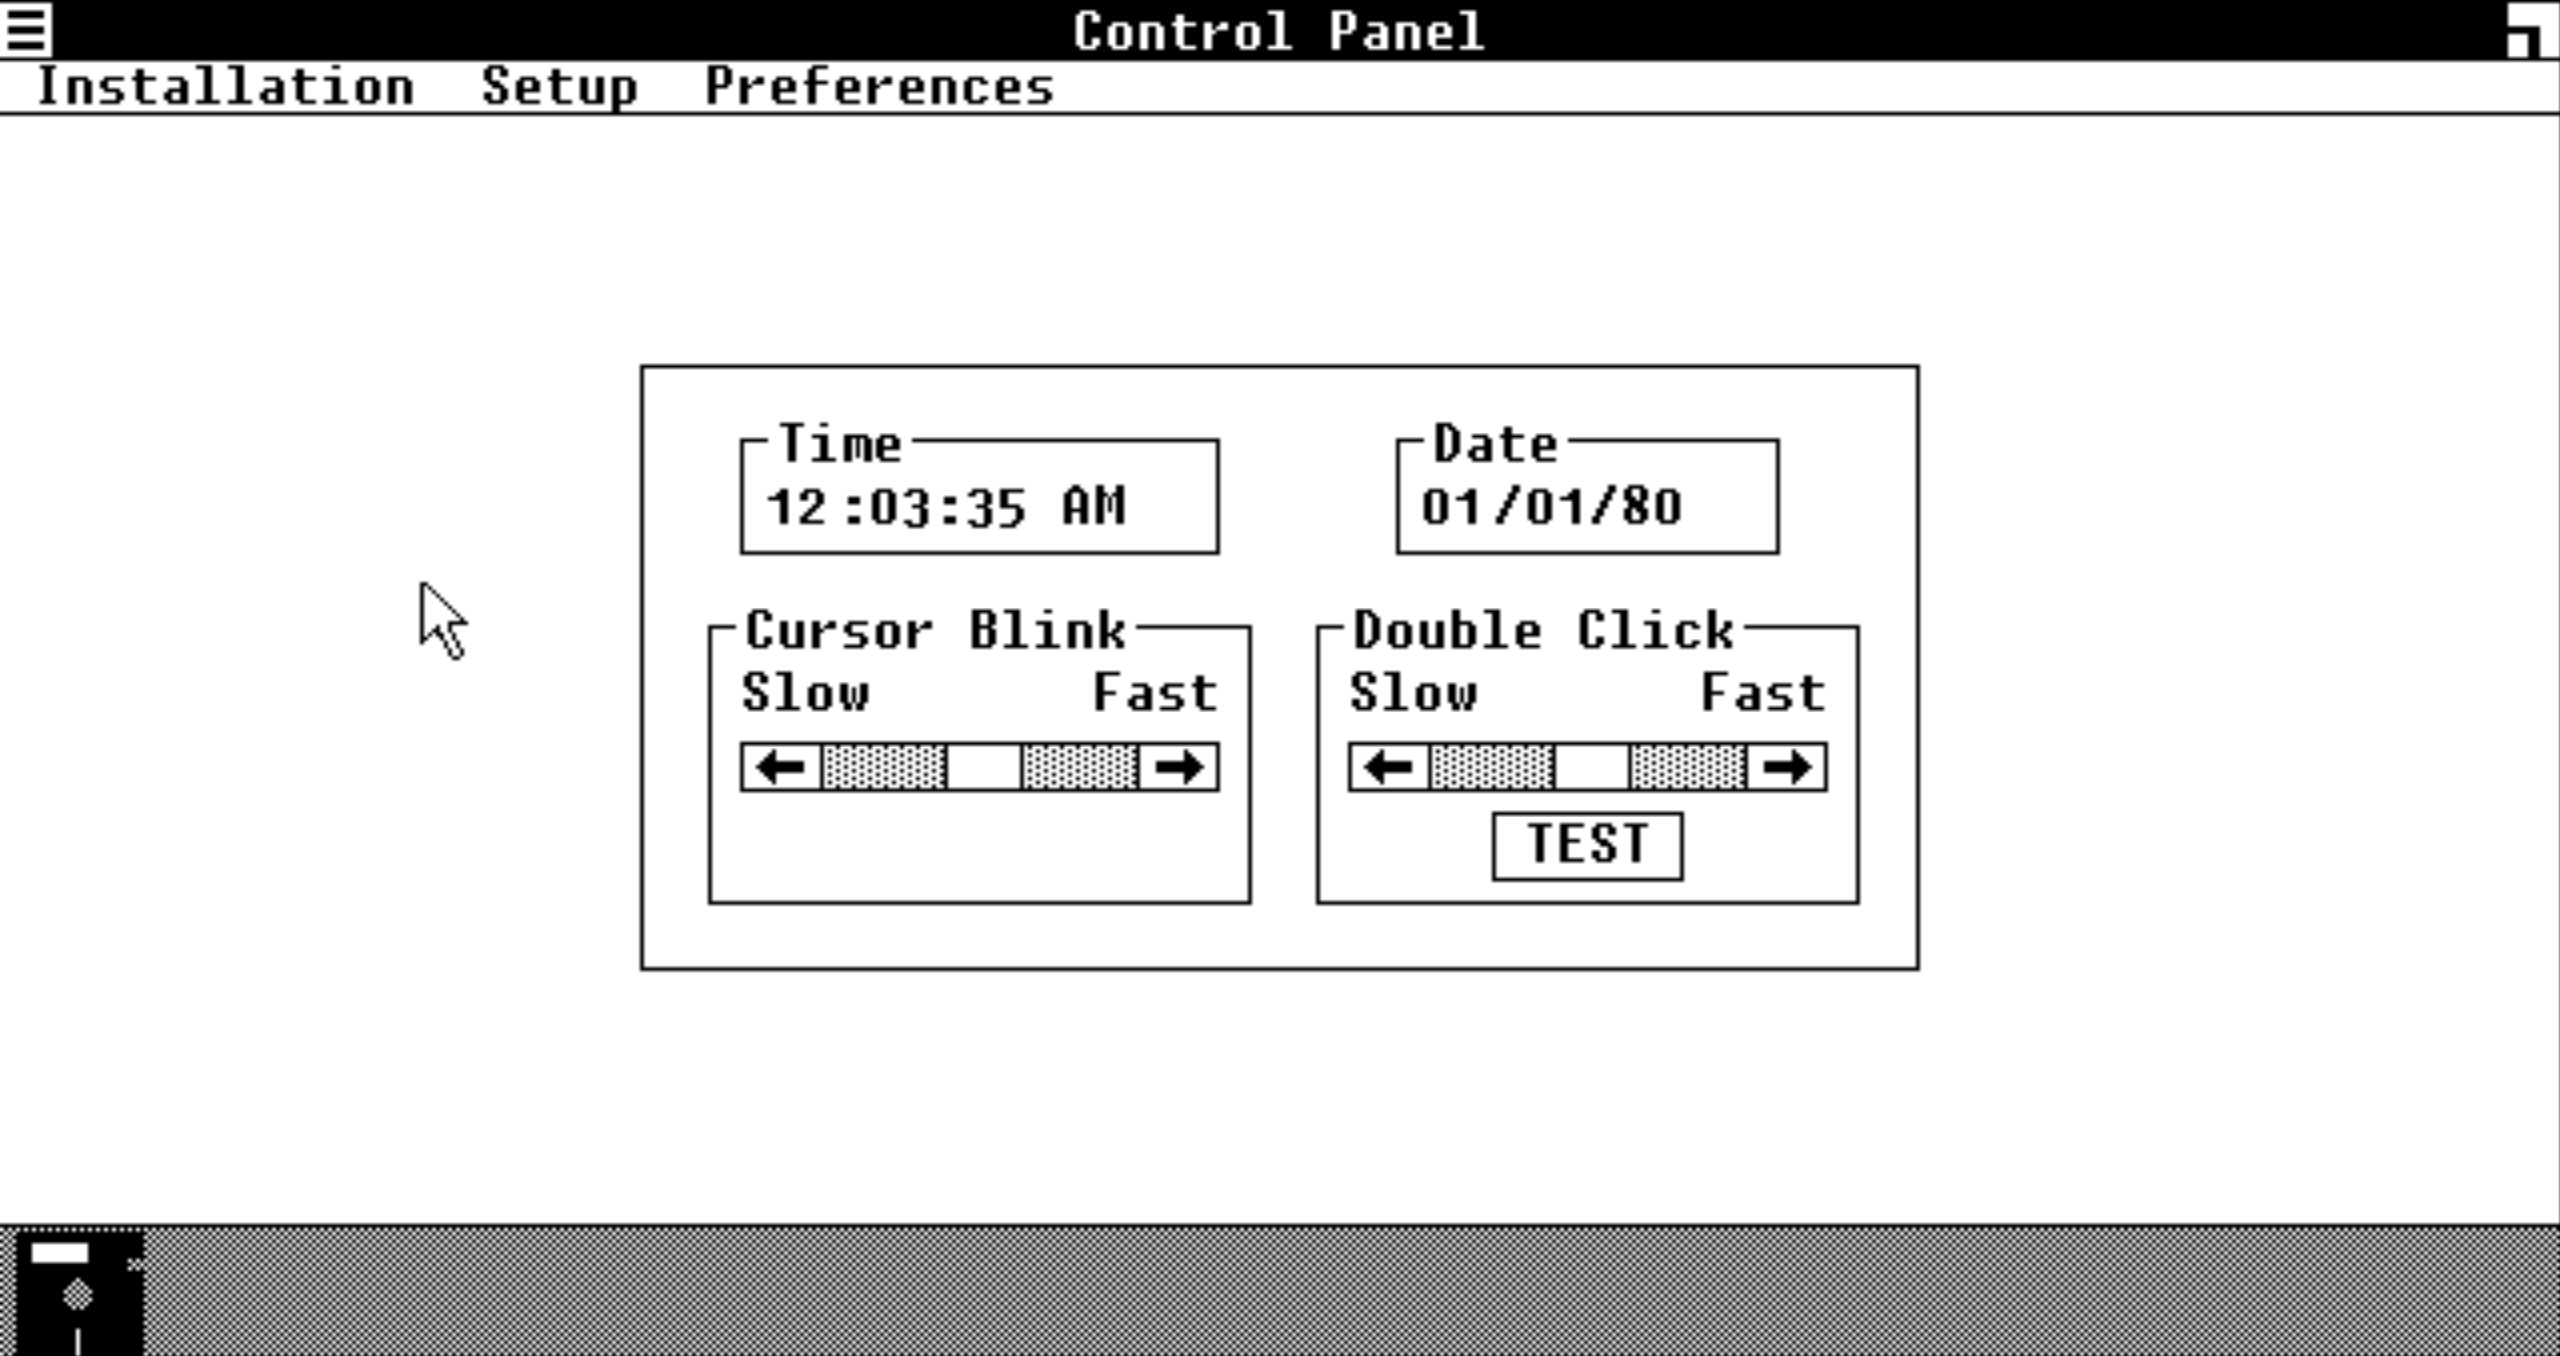 Control Panel
Installation Setup Preferences
Time Date
12:03:35 AM 01/01/80
Cursor Blink Double Click
Slow Fast Slow Fast
TEST